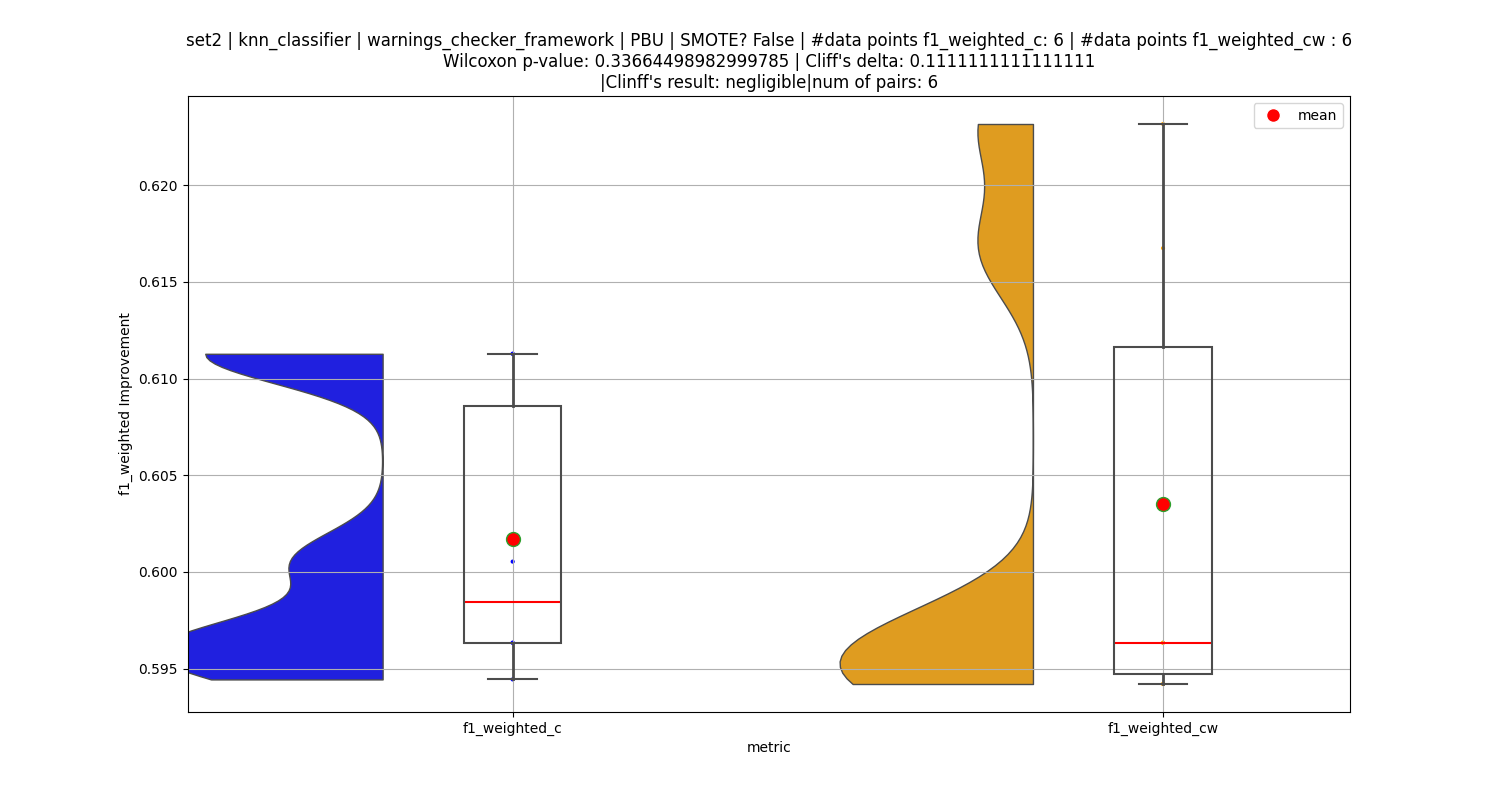 set2 | knn_classifier | warnings_checker_framework | PBU | SMOTE? False | #data points f1_weighted_c: 6 | #data points f1_weighted_cw : 6
Wilcoxon p-value: 0.33664498982999785 | Cliff's delta: 0.1111111111111111
|Clinff's result: negligible|num of pairs: 6
mean
0.620
0.615
0.610
0.605
0.600
0.595
f1_weighted Improvement
f1_weighted_c
f1_weighted_cw
metric